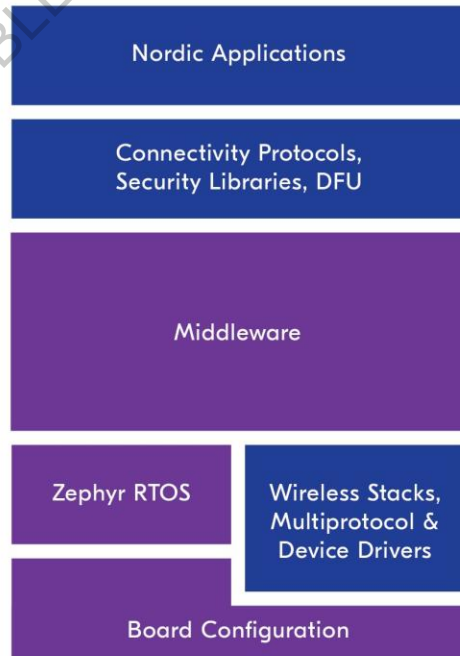 Nordic Applications
Connectivity Protocols,
Security Libraries, DFU
Middleware
Zephyr RTOS
Wireless Stacks,
Multiprotocol &
Device Drivers
Board Configuration